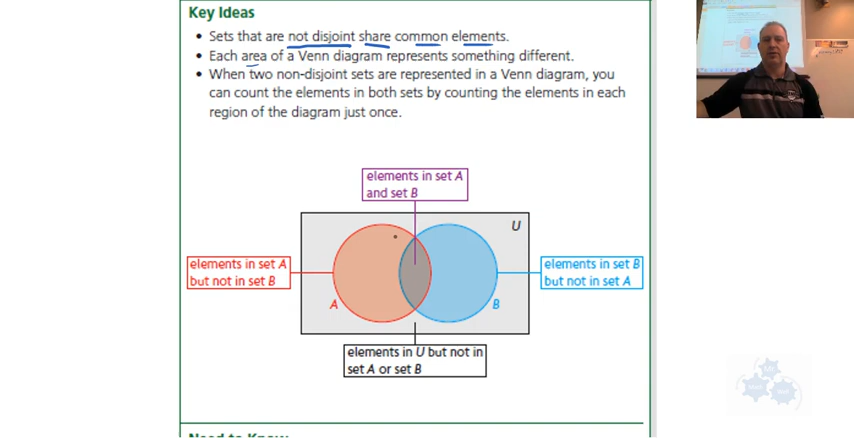 Key Ideas
• Sets that are not disjoint share common elements.
• Each area of a Venn diagram represents something different.
• When two non-disjoint sets are represented in a Venn diagram, you
can count the elements in both sets by counting the elements in each
region of the diagram just once.
elements in set A
and set B
U
elements in set A
but not in set B
elements in set B
but not in set A
A
B
elements in U but not in
set A or set B
Need to Know